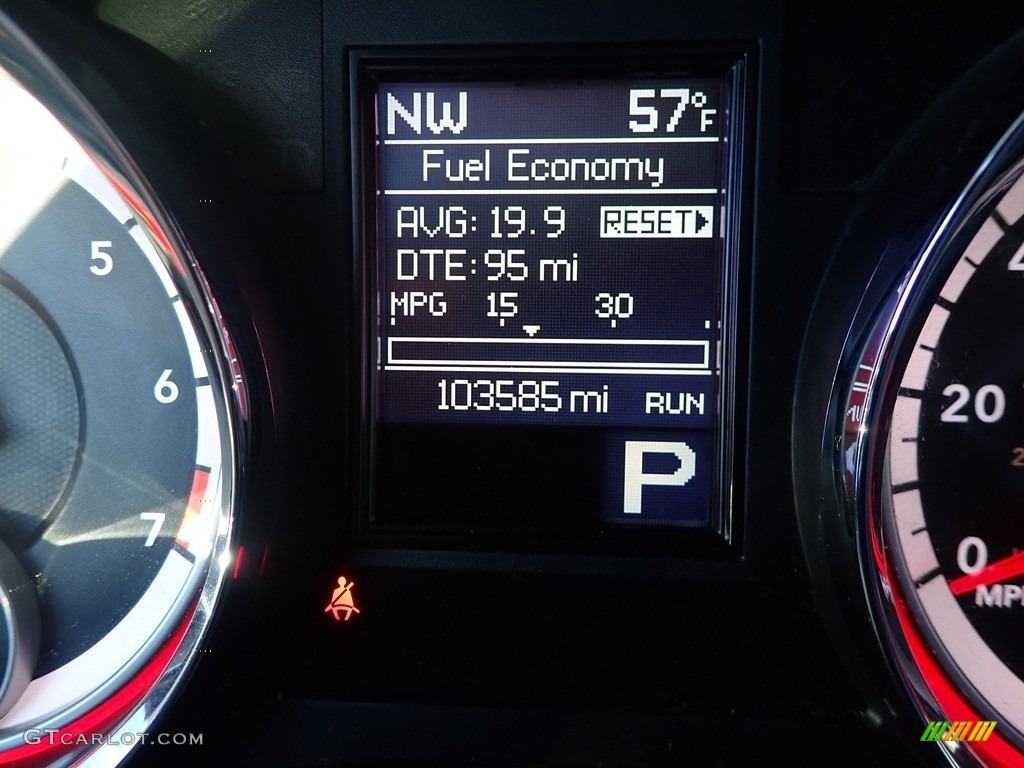 NW 57°F
Fuel Economy
AVG: 19.9 RESET
DTE: 95 mi
MPG 15 30
103585 mi RUN
P
5
6
7
20
0
GTCARLOT.COM